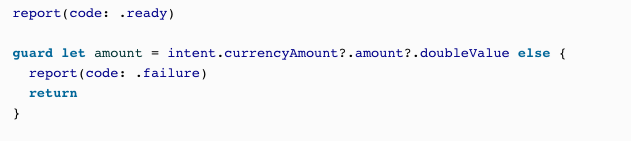 report(code: .ready)

guard let amount = intent.currencyAmount?.amount?.doubleValue else {
  report(code: .failure)
  return
}